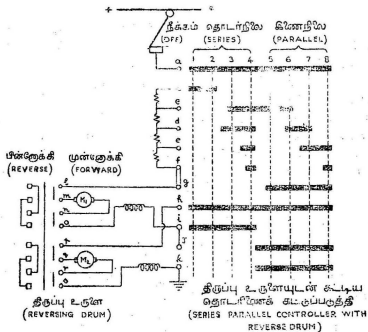 +
நீக்கம் தொடர்நிலை இணைநிலை
(OFF) (SERIES) (PARALLEL)
1 2 3 4 5 6 7 8
a
c
d
e
f
g
h
i
j
k
பின்றோக்கி முன்னோக்கி
(REVERSE) (FORWARD)
l
m
M₁
n
o
M₂
r
திருப்பு உருளை
(REVERSING DRUM)
திருப்பு உருளையுடன் கூட்டிய
தொடரிணைக் கட்டுப்படுத்தி
(SERIES PARALLEL CONTROLLER WITH
REVERSE DRUM)